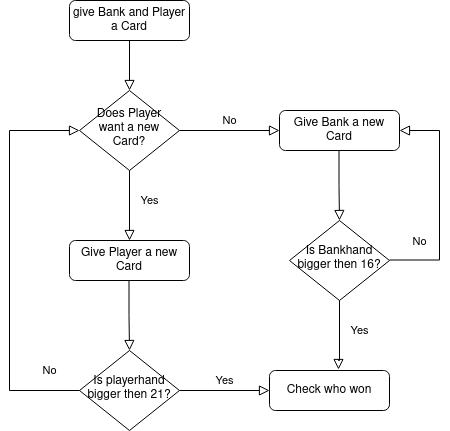 give Bank and Player
a Card
Does Player
want a new
Card?
No
Give Bank a new
Card
Yes
Give Player a new
Card
Is Bankhand
bigger then 16?
No
Yes
Is playerhand
bigger then 21?
No
Yes
Check who won